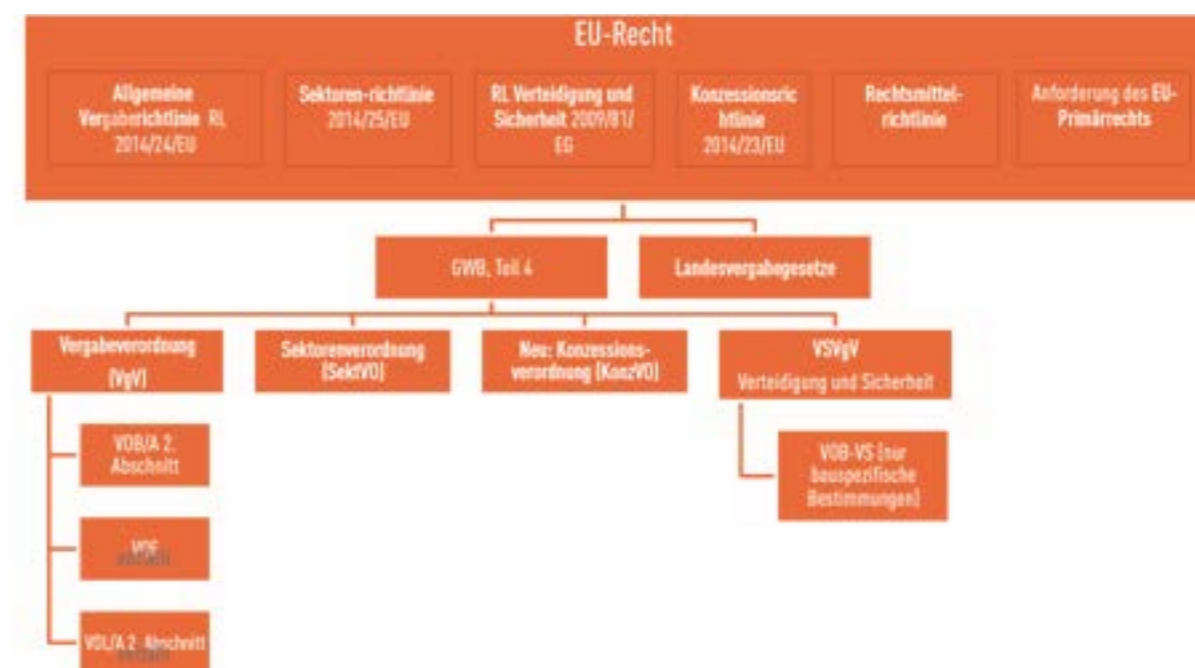 EU-Recht
Allgemeine
Vergaberichtlinie RL
2014/24/EU
Sektoren-richtlinie
2014/25/EU
RL Verteidigung und
Sicherheit 2009/81/
EG
Konzessionsric
htlinie
2014/23/EU
Rechtsmittel-
richtlinie
Anforderung des EU-
Primärrechts
GWB, Teil 4
Landesvergabegesetze
Vergabeverordnung
(VgV)
Sektorenverordnung
(SektVO)
Neu: Konzessions-
verordnung (KonzVO)
VSVgV
Verteidigung und Sicherheit
VOB/A 2.
Abschnitt
VOB-VS (nur
bauspezifische
Bestimmungen)
VOF
VOL/A 2. Abschnitt